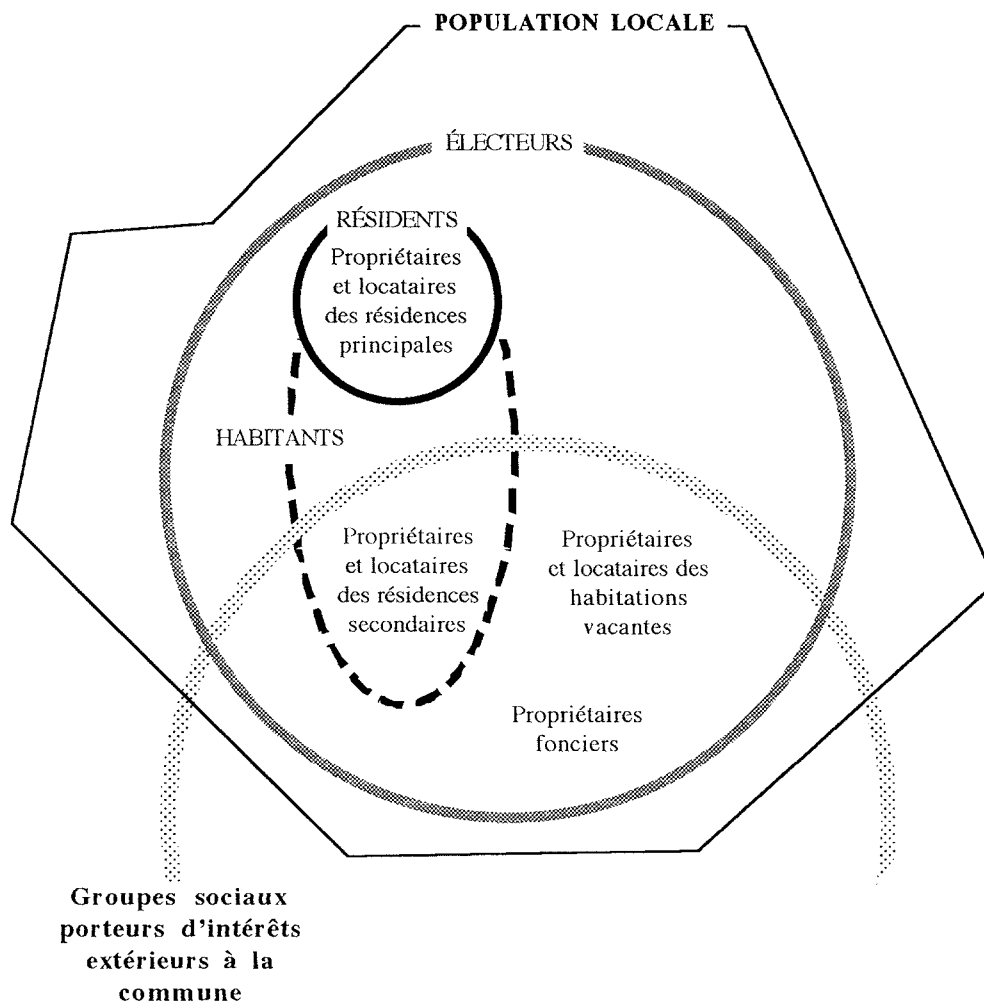 POPULATION LOCALE
ÉLECTEURS
RÉSIDENTS
Propriétaires
et locataires
des résidences
principales
HABITANTS
Propriétaires
et locataires
des résidences
secondaires
Propriétaires
et locataires des
habitations
vacantes
Propriétaires
fonciers
Groupes sociaux
porteurs d'intérêts
extérieurs à la
commune